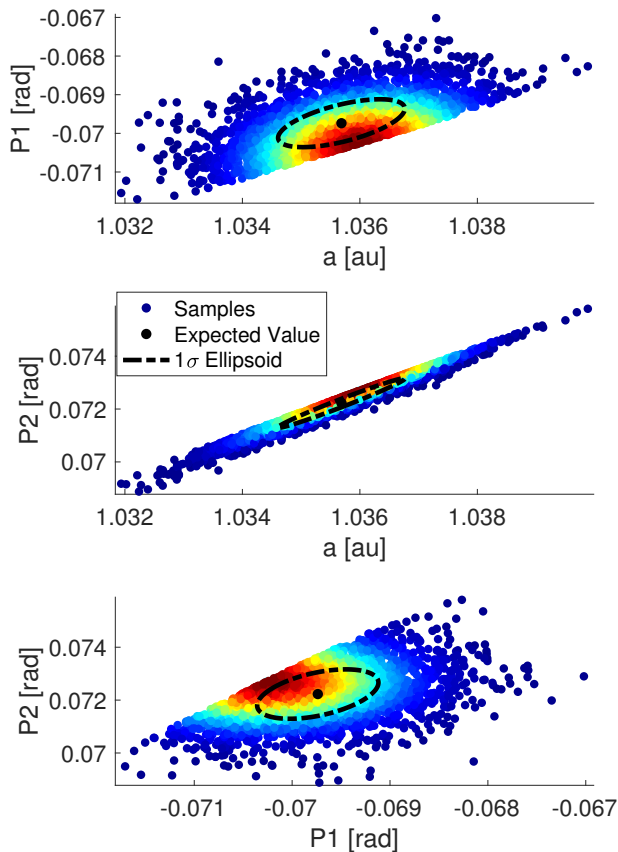 -0.067
-0.068
-0.069
-0.07
-0.071
P1 [rad]
1.032 1.034 1.036 1.038
a [au]
Samples
Expected Value
1σ Ellipsoid
0.074
0.072
0.07
P2 [rad]
1.032 1.034 1.036 1.038
a [au]
0.074
0.072
0.07
P2 [rad]
-0.071 -0.07 -0.069 -0.068 -0.067
P1 [rad]